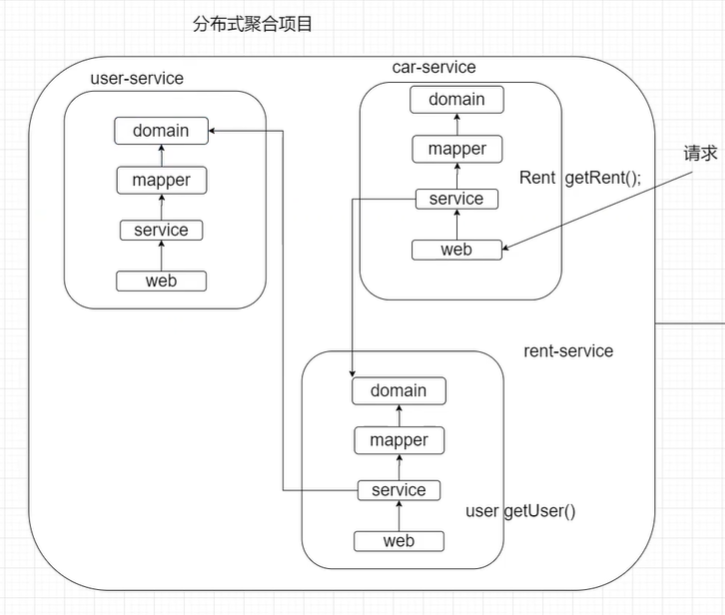 分布式聚合项目
user-service
domain
mapper
service
web
car-service
domain
mapper
service
web
Rent getRent();
请求
rent-service
domain
mapper
service
web
user getUser()